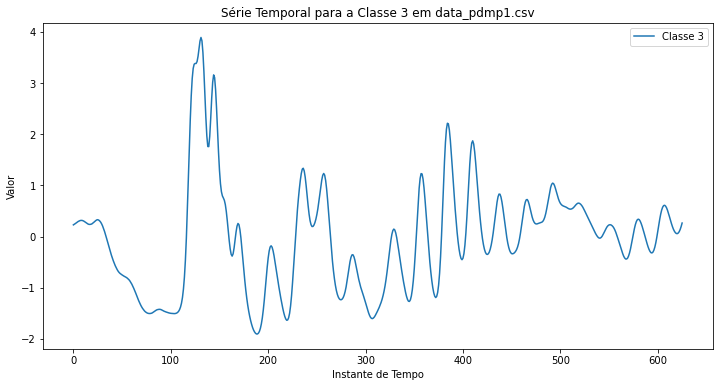 Série Temporal para a Classe 3 em data_pdmp1.csv
Classe 3
4
3
2
1
0
−1
−2
Valor
0 100 200 300 400 500 600
Instante de Tempo